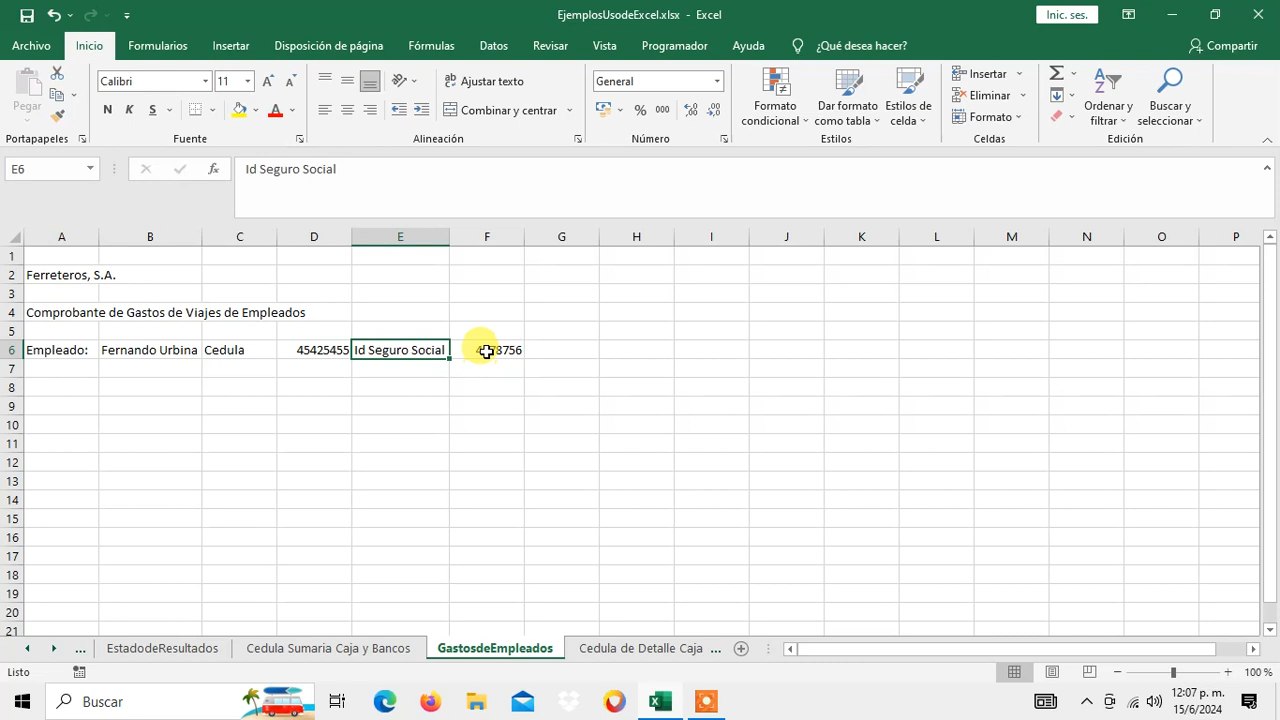 EjemplosUsodeExcel.xlsx - Excel
Inic. ses.
Archivo Inicio Formularios Insertar Disposición de página Fórmulas Datos Revisar Vista Programador Ayuda ¿Qué desea hacer? Compartir
Pegar
Calibri 11
N K S
Ajustar texto
Combinar y centrar
General
% 000
Formato condicional
Dar formato como tabla
Estilos de celda
Insertar
Eliminar
Formato
Ordenar y filtrar
Buscar y seleccionar
Portapapeles Fuente Alineación Número Estilos Celdas Edición
E6 fx Id Seguro Social
A B C D E F G H I J K L M N O P
1
2 Ferreteros, S.A.
3
4 Comprobante de Gastos de Viajes de Empleados
5
6 Empleado: Fernando Urbina Cedula 45425455 Id Seguro Social
7
8
9
10
11
12
13
14
15
16
17
18
19
20
21
... EstadodeResultados Cedula Sumaria Caja y Bancos GastosdeEmpleados Cedula de Detalle Caja ...
Listo 100 %
Buscar
12:07 p. m.
15/6/2024